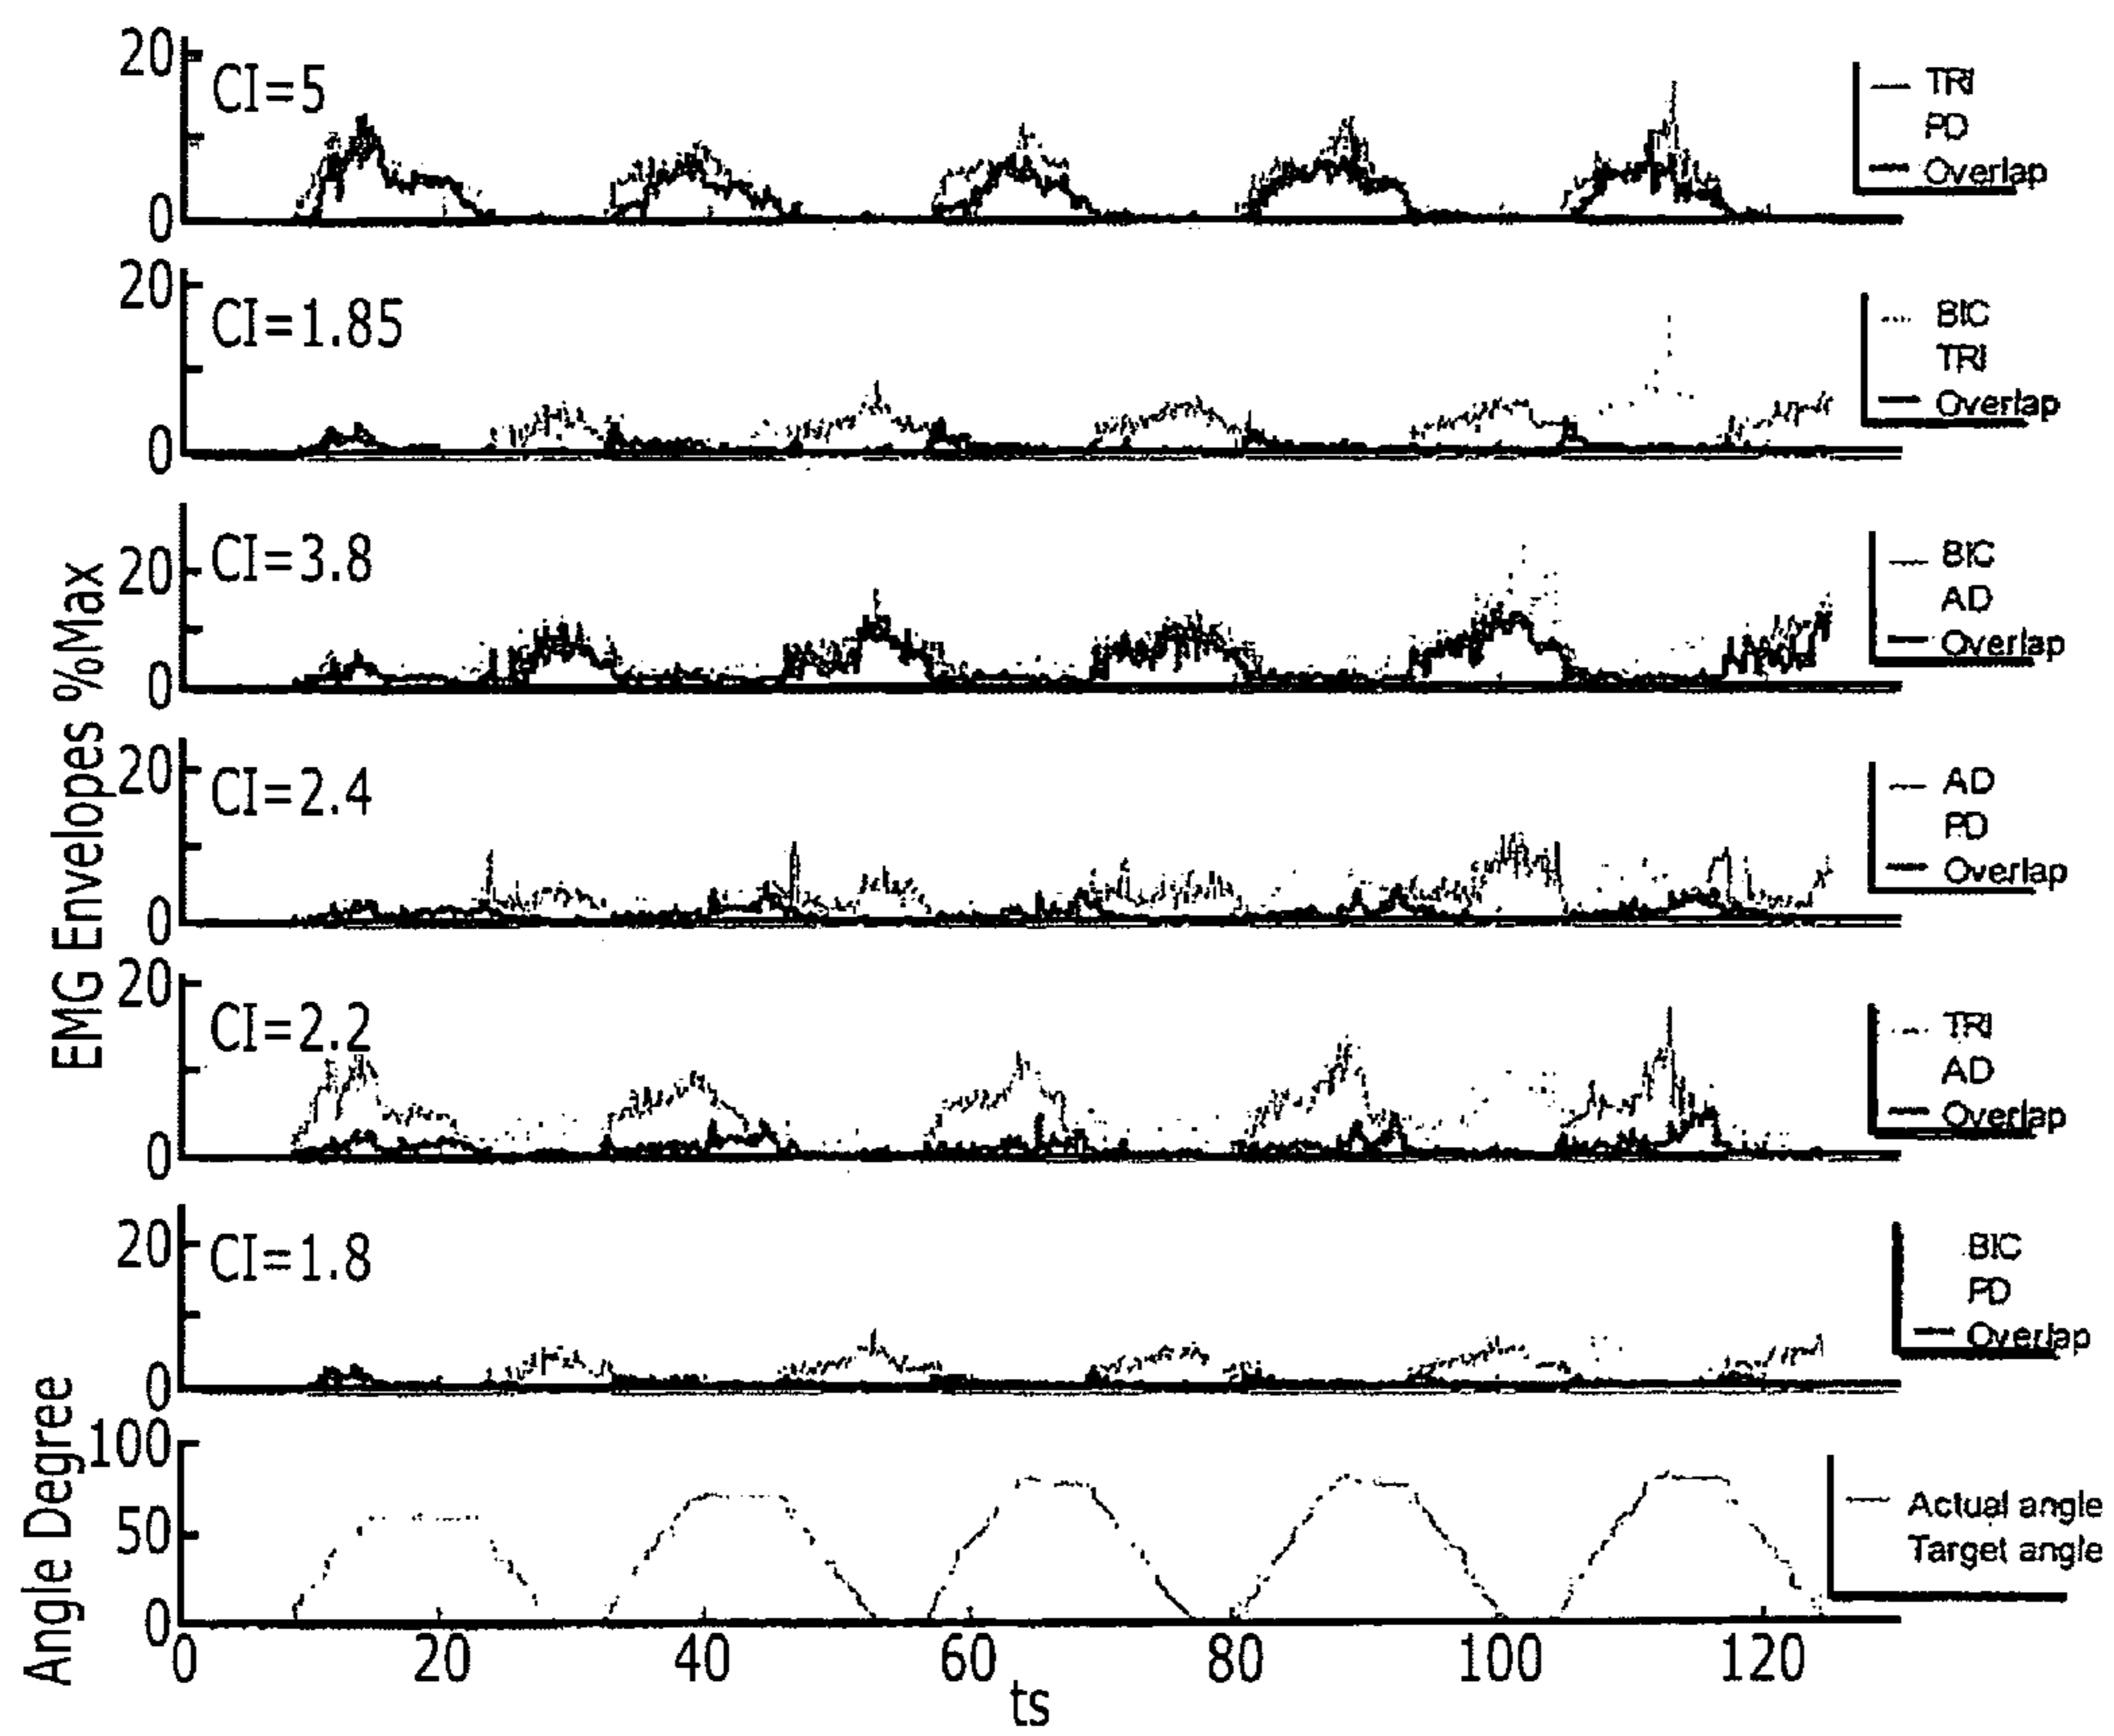 20
CI=5
0
TRI
PD
Overlap
20
CI=1.85
0
BIC
TRI
Overlap
EMG Envelopes %Max
20
CI=3.8
0
BIC
AD
Overlap
20
CI=2.4
0
AD
PD
Overlap
20
CI=2.2
0
TRI
AD
Overlap
20
CI=1.8
0
BIC
PD
Overlap
Angle Degree
100
50
0
Actual angle
Target angle
0 20 40 60 80 100 120
ts